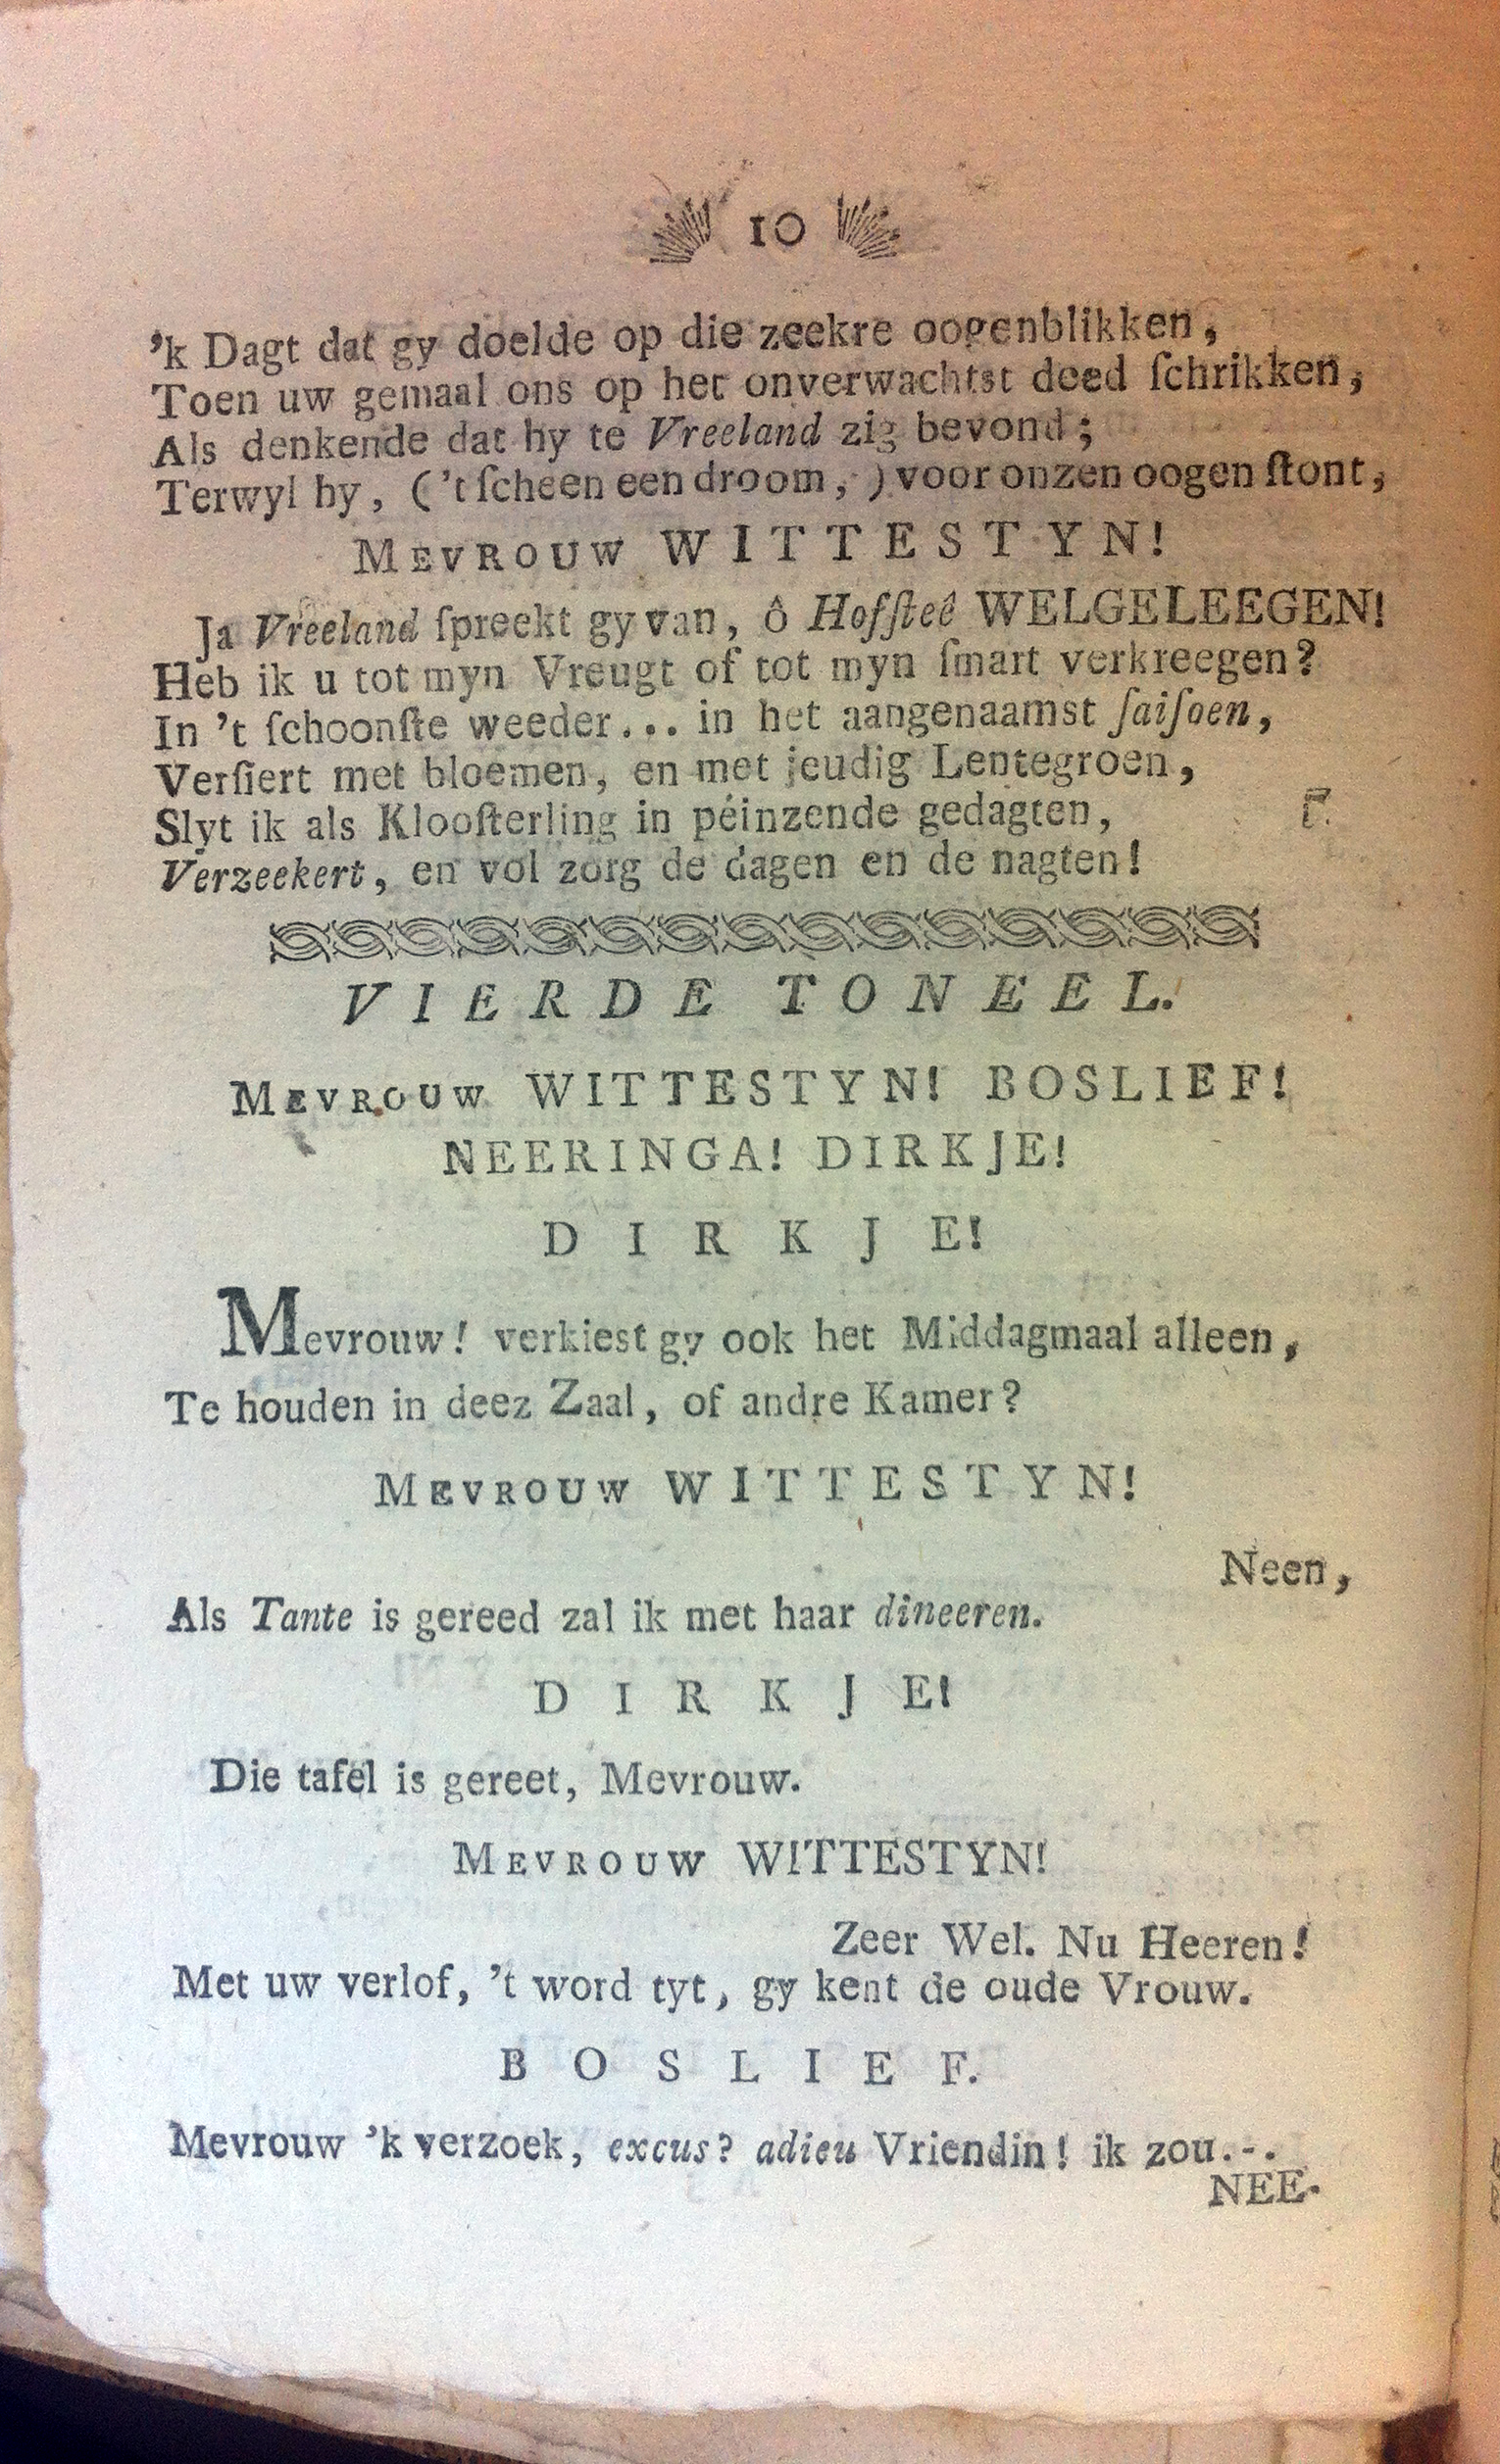 10
’k Dagt dat gy doelde op die zeekre oogenblikken,
Toen uw gemaal ons op het onverwachtst deed ſchrikken,
Als denkende dat hy te Vreeland zig bevond;
Terwyl hy, (’t ſcheen een droom,) voor onzen oogen ſtont,
MEVROUW WITTESTYN!
Ja Vreeland ſpreekt gy van, ô Hofſteê WELGELEEGEN!
Heb ik u tot myn Vreugt of tot myn ſmart verkreegen?
In ’t ſchoonſte weeder... in het aangenaamst ſaiſoen,
Verſiert met bloemen, en met jeudig Lentegroen,
Slyt ik als Klooſterling in péinzende gedagten,
Verzeekert, en vol zorg de dagen en de nagten!
VIERDE TONEEL.
MEVROUW WITTESTYN! BOSLIEF!
NEERINGA! DIRKJE!
DIRKJE!
Mevrouw! verkiest gy ook het Middagmaal alleen,
Te houden in deez Zaal, of andre Kamer?
MEVROUW WITTESTYN!
Neen,
Als Tante is gereed zal ik met haar dineeren.
DIRKJE!
Die tafel is gereet, Mevrouw.
MEVROUW WITTESTYN!
Zeer Wel. Nu Heeren!
Met uw verlof, ’t word tyt, gy kent de oude Vrouw.
BOSLIEF.
Mevrouw ’k verzoek, excus? adieu Vriendin! ik zou.-.
NEE-